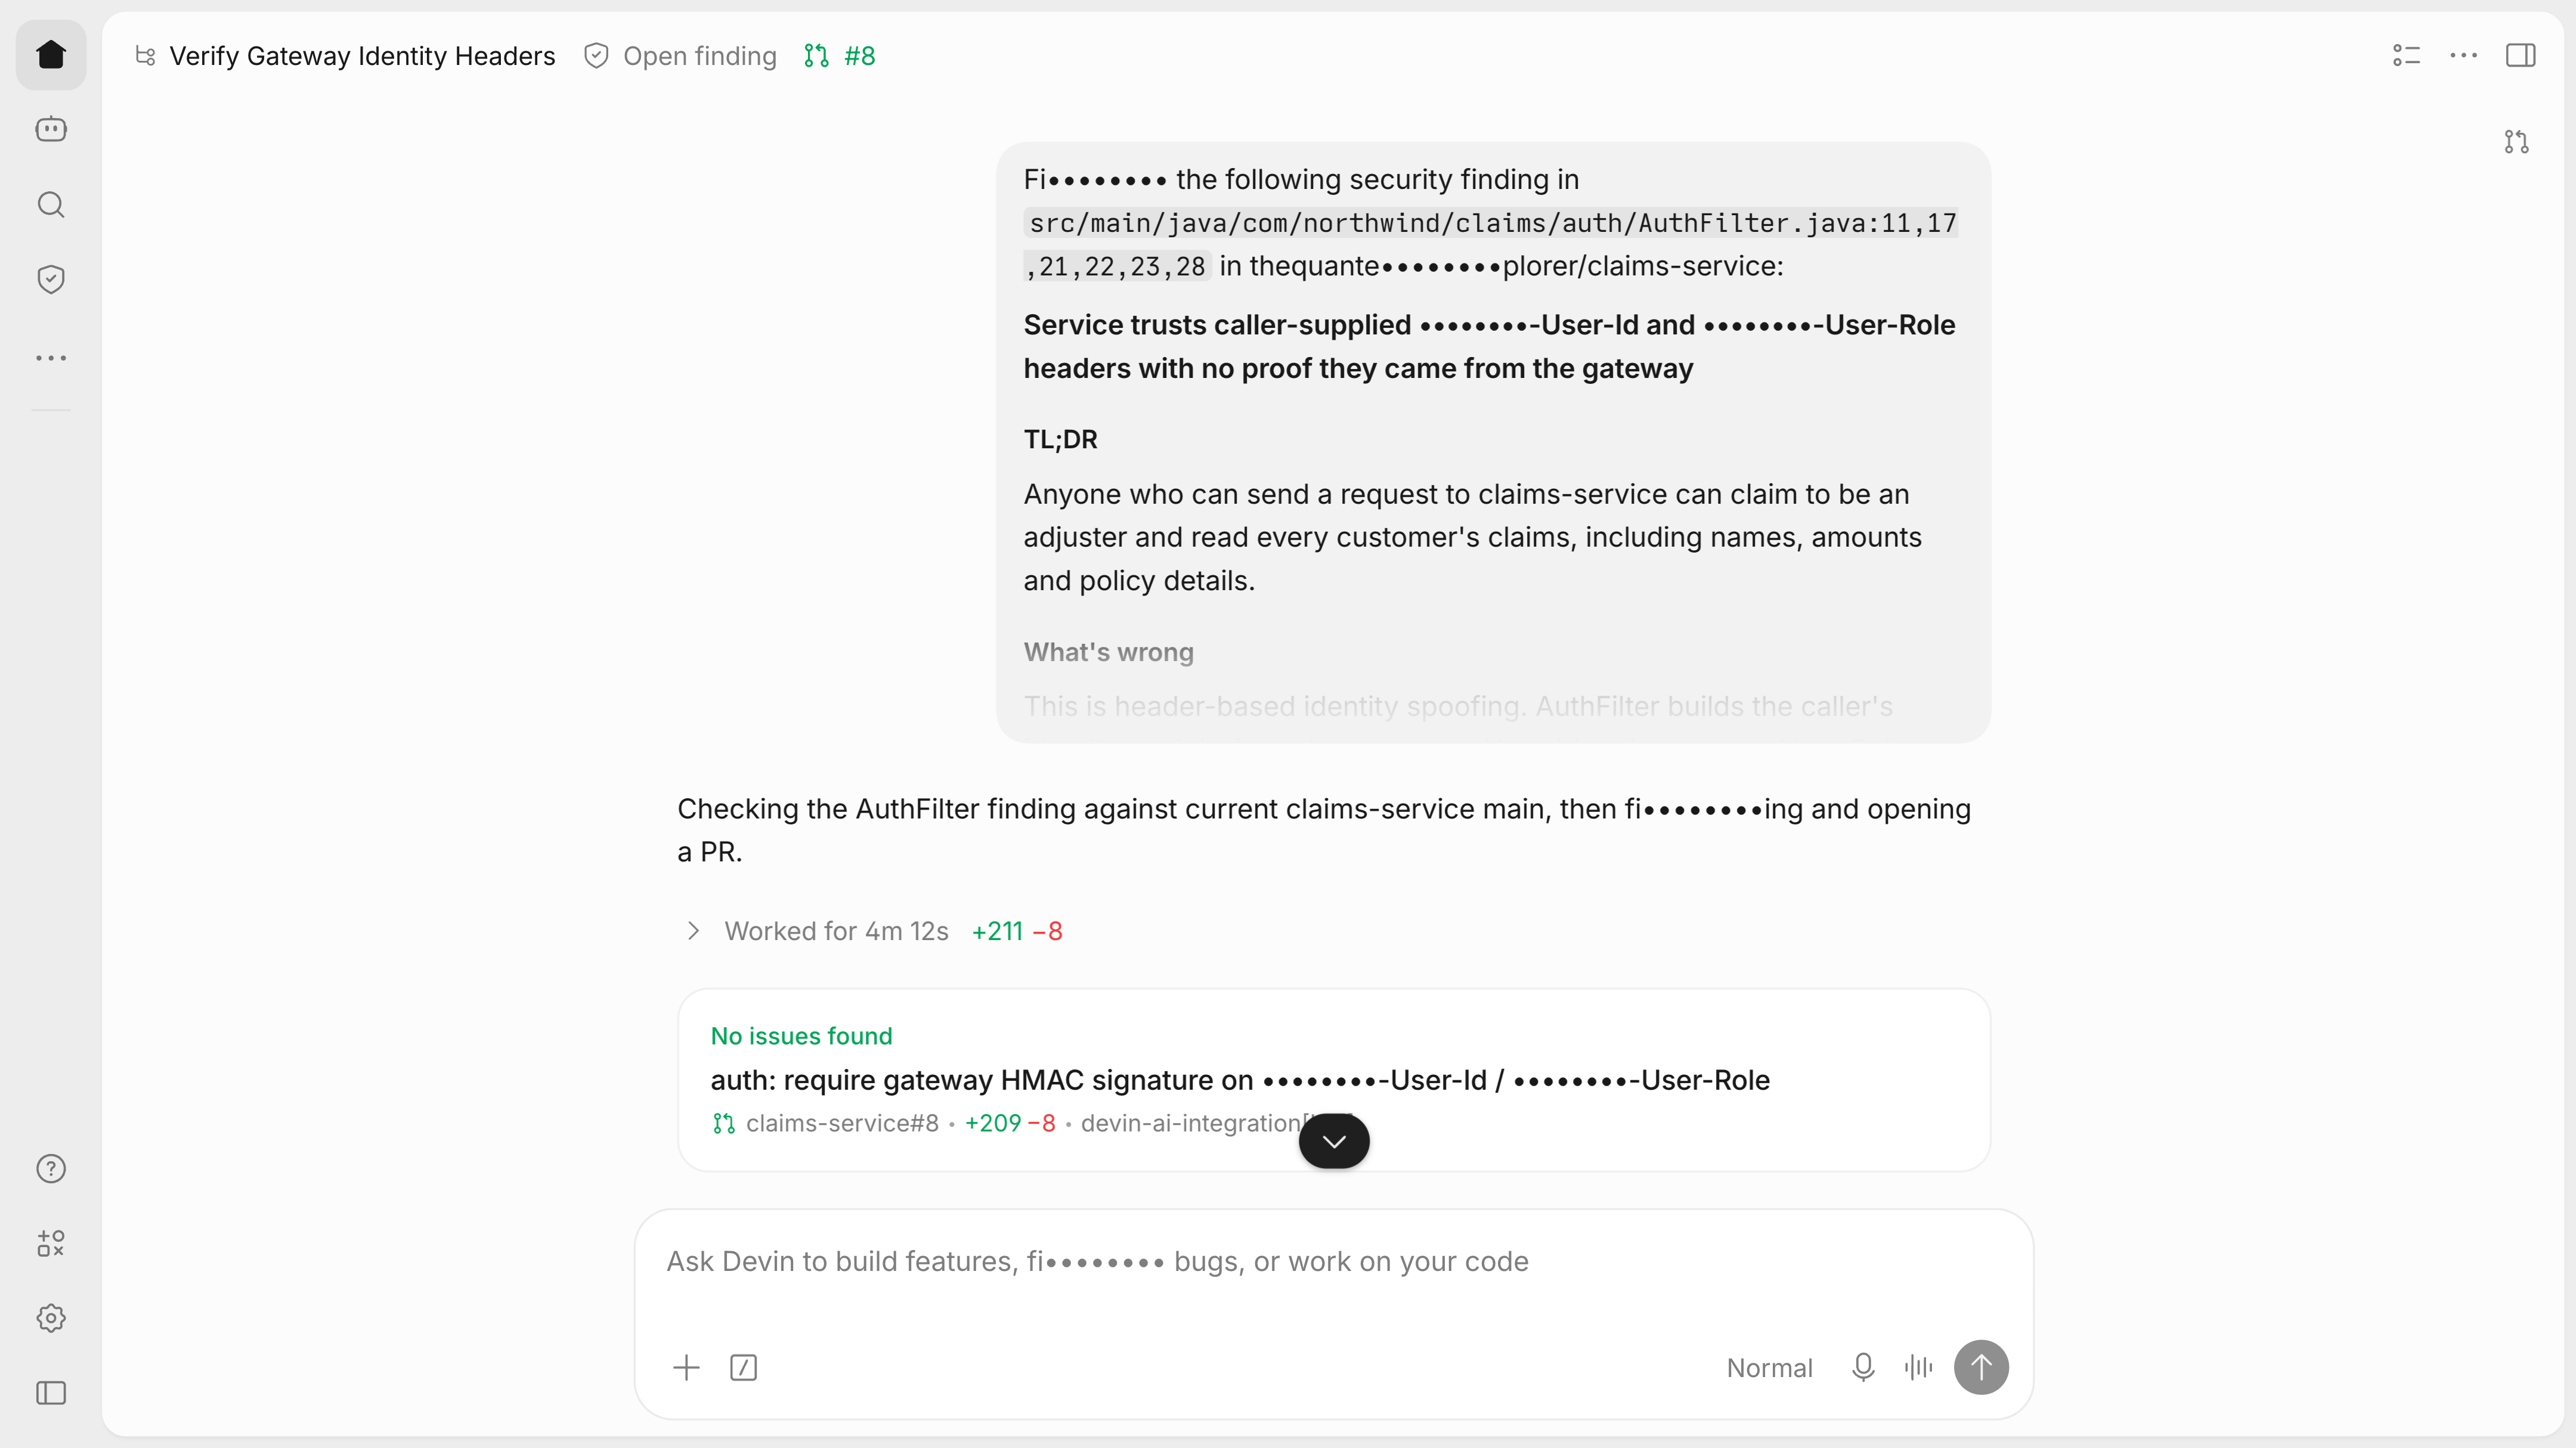 Verify Gateway Identity Headers Open finding #8
Fi•••••••• the following security finding in
src/main/java/com/northwind/claims/auth/AuthFilter.java:11,17
,21,22,23,28 in thequante••••••••plorer/claims-service:
Service trusts caller-supplied ••••••••-User-Id and ••••••••-User-Role
headers with no proof they came from the gateway
TL;DR
Anyone who can send a request to claims-service can claim to be an
adjuster and read every customer's claims, including names, amounts
and policy details.
What's wrong
This is header-based identity spoofing. AuthFilter builds the caller's
Checking the AuthFilter finding against current claims-service main, then fi••••••••ing and opening
a PR.
Worked for 4m 12s +211 −8
No issues found
auth: require gateway HMAC signature on ••••••••-User-Id / ••••••••-User-Role
claims-service#8 • +209 −8 • devin-ai-integration
Ask Devin to build features, fi•••••••• bugs, or work on your code
Normal